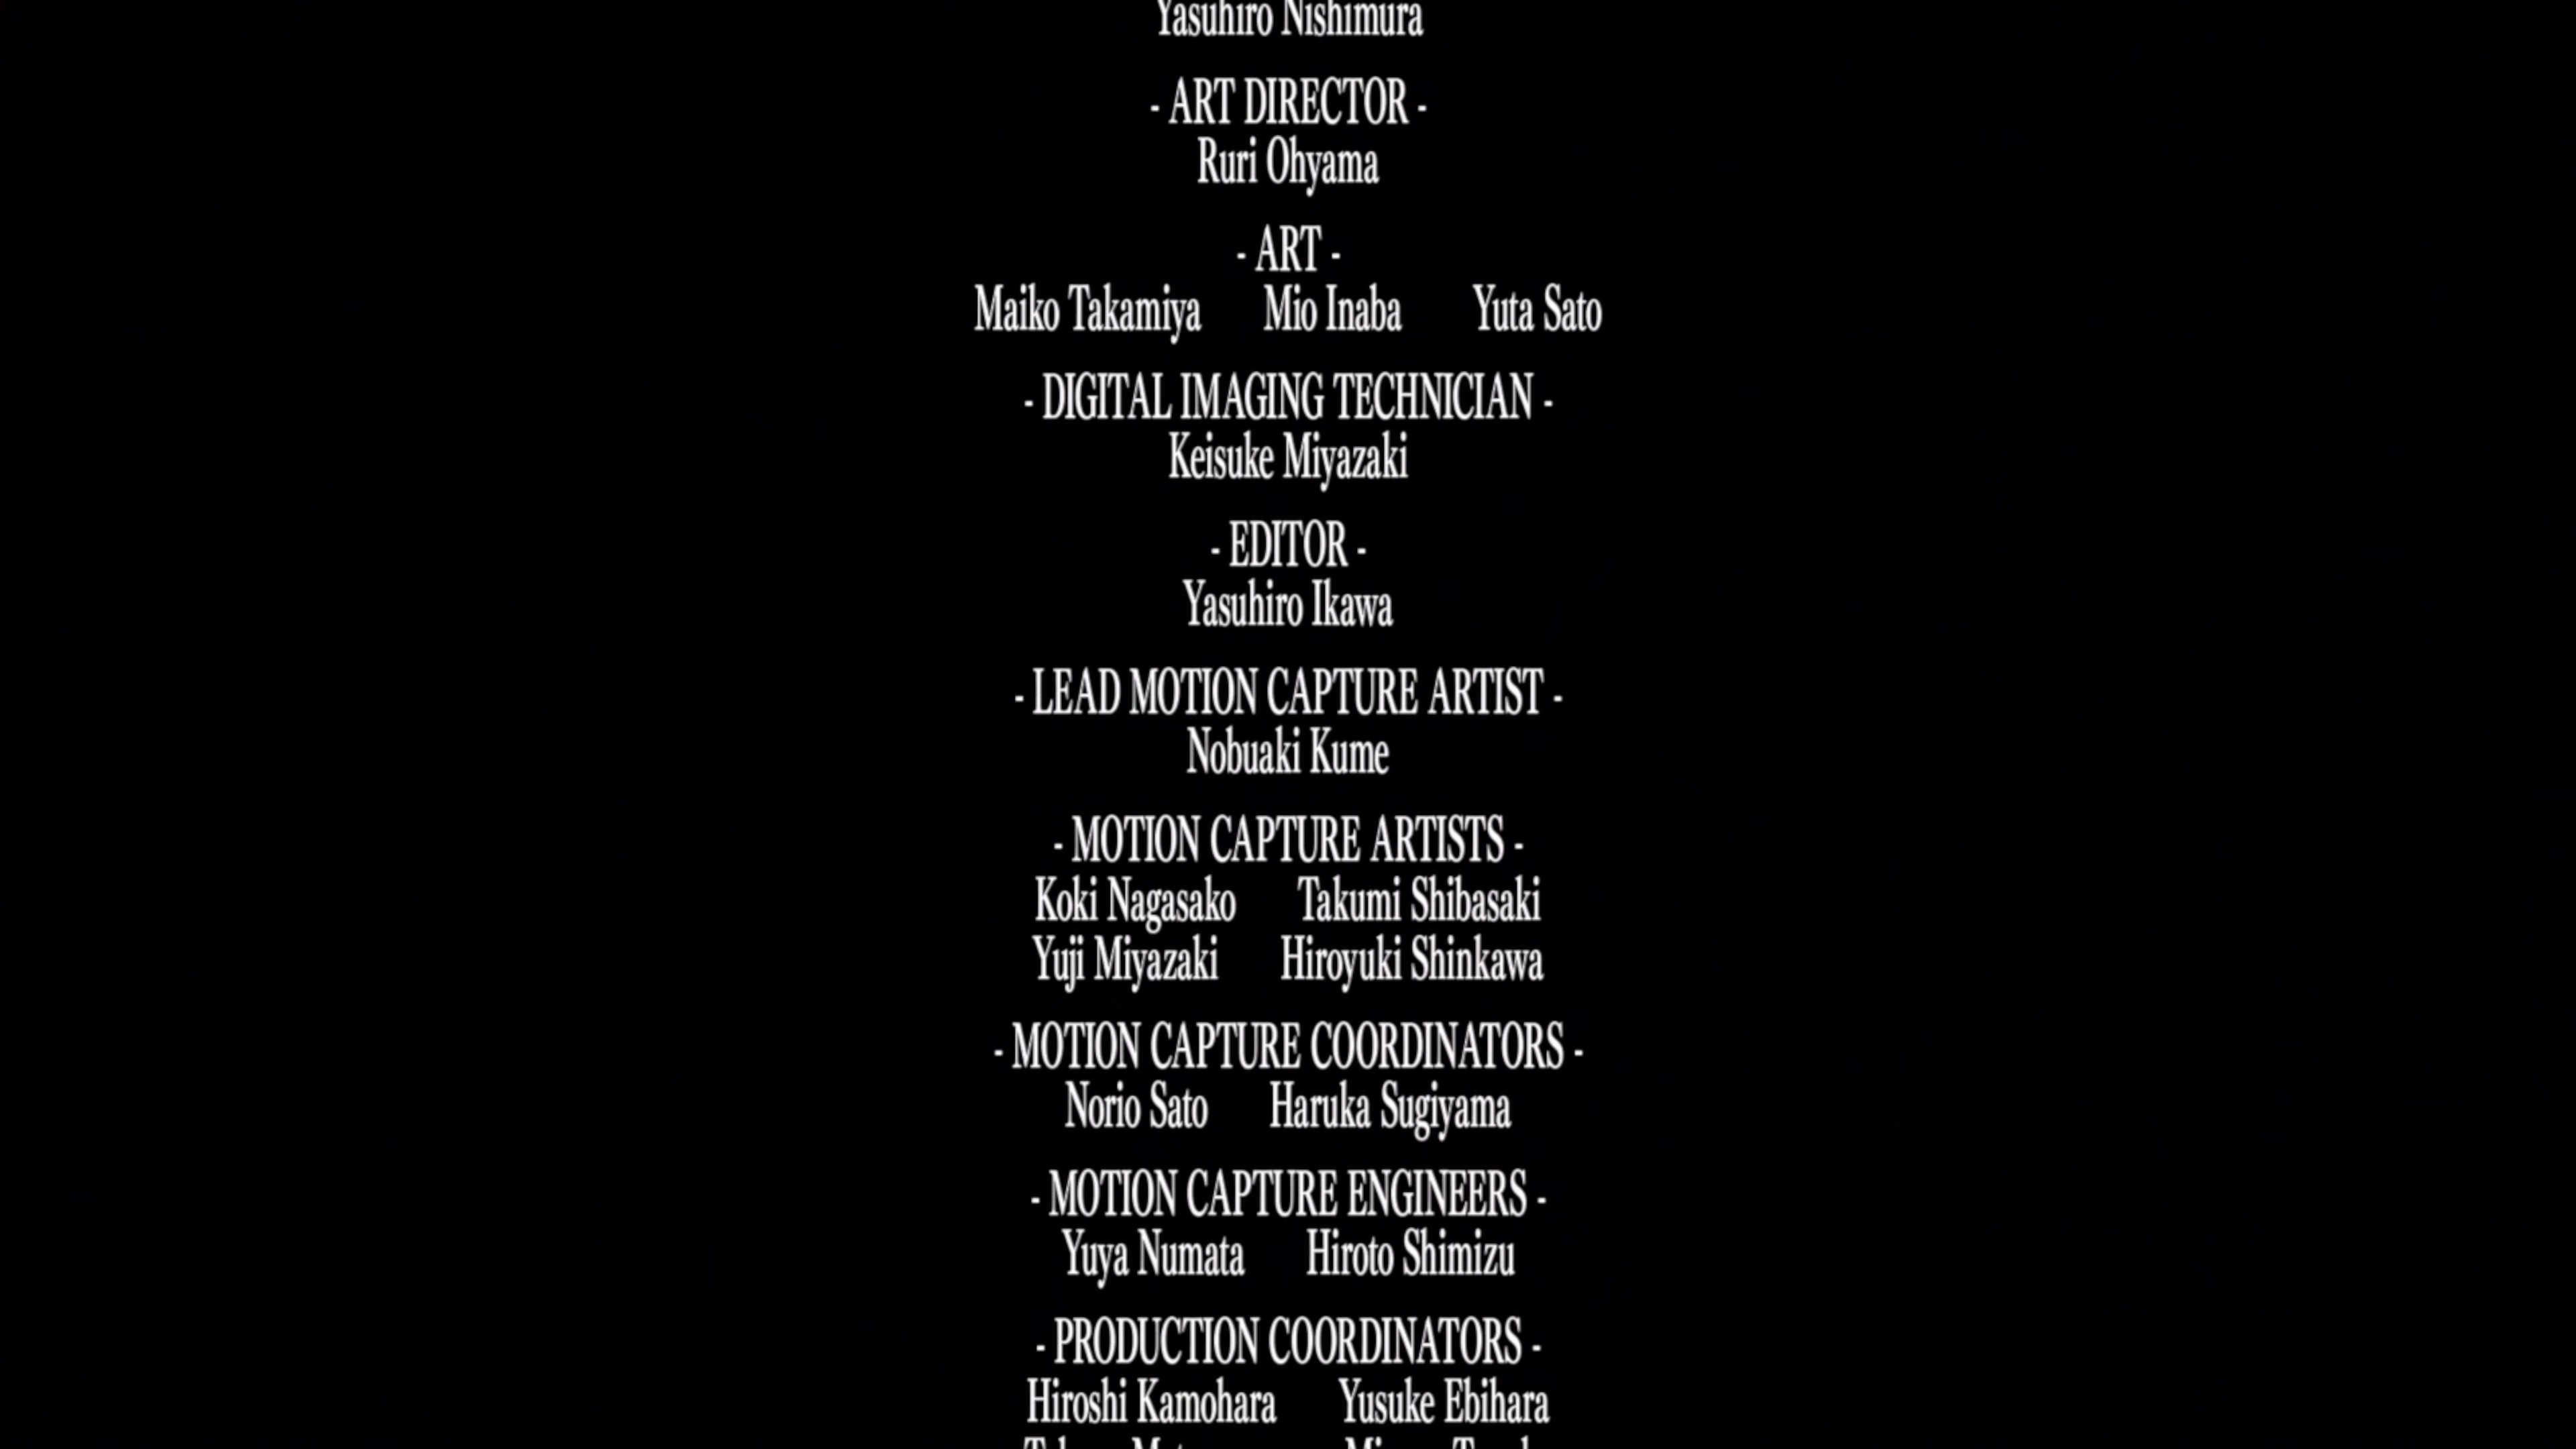 Yasuhiro Nishimura
- ART DIRECTOR -
Ruri Ohyama
- ART -
Maiko Takamiya Mio Inaba Yuta Sato
- DIGITAL IMAGING TECHNICIAN -
Keisuke Miyazaki
- EDITOR -
Yasuhiro Ikawa
- LEAD MOTION CAPTURE ARTIST -
Nobuaki Kume
- MOTION CAPTURE ARTISTS -
Koki Nagasako Takumi Shibasaki
Yuji Miyazaki Hiroyuki Shinkawa
- MOTION CAPTURE COORDINATORS -
Norio Sato Haruka Sugiyama
- MOTION CAPTURE ENGINEERS -
Yuya Numata Hiroto Shimizu
- PRODUCTION COORDINATORS -
Hiroshi Kamohara Yusuke Ebihara